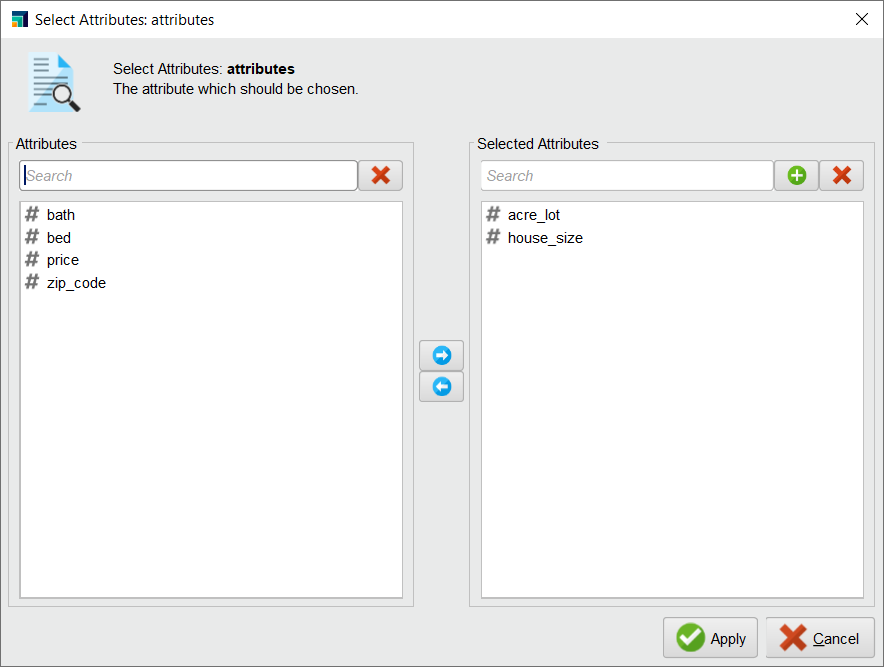 Select Attributes: attributes
Select Attributes: attributes
The attribute which should be chosen.
Attributes
Search
# bath
# bed
# price
# zip_code
Selected Attributes
Search
# acre_lot
# house_size
Apply
Cancel